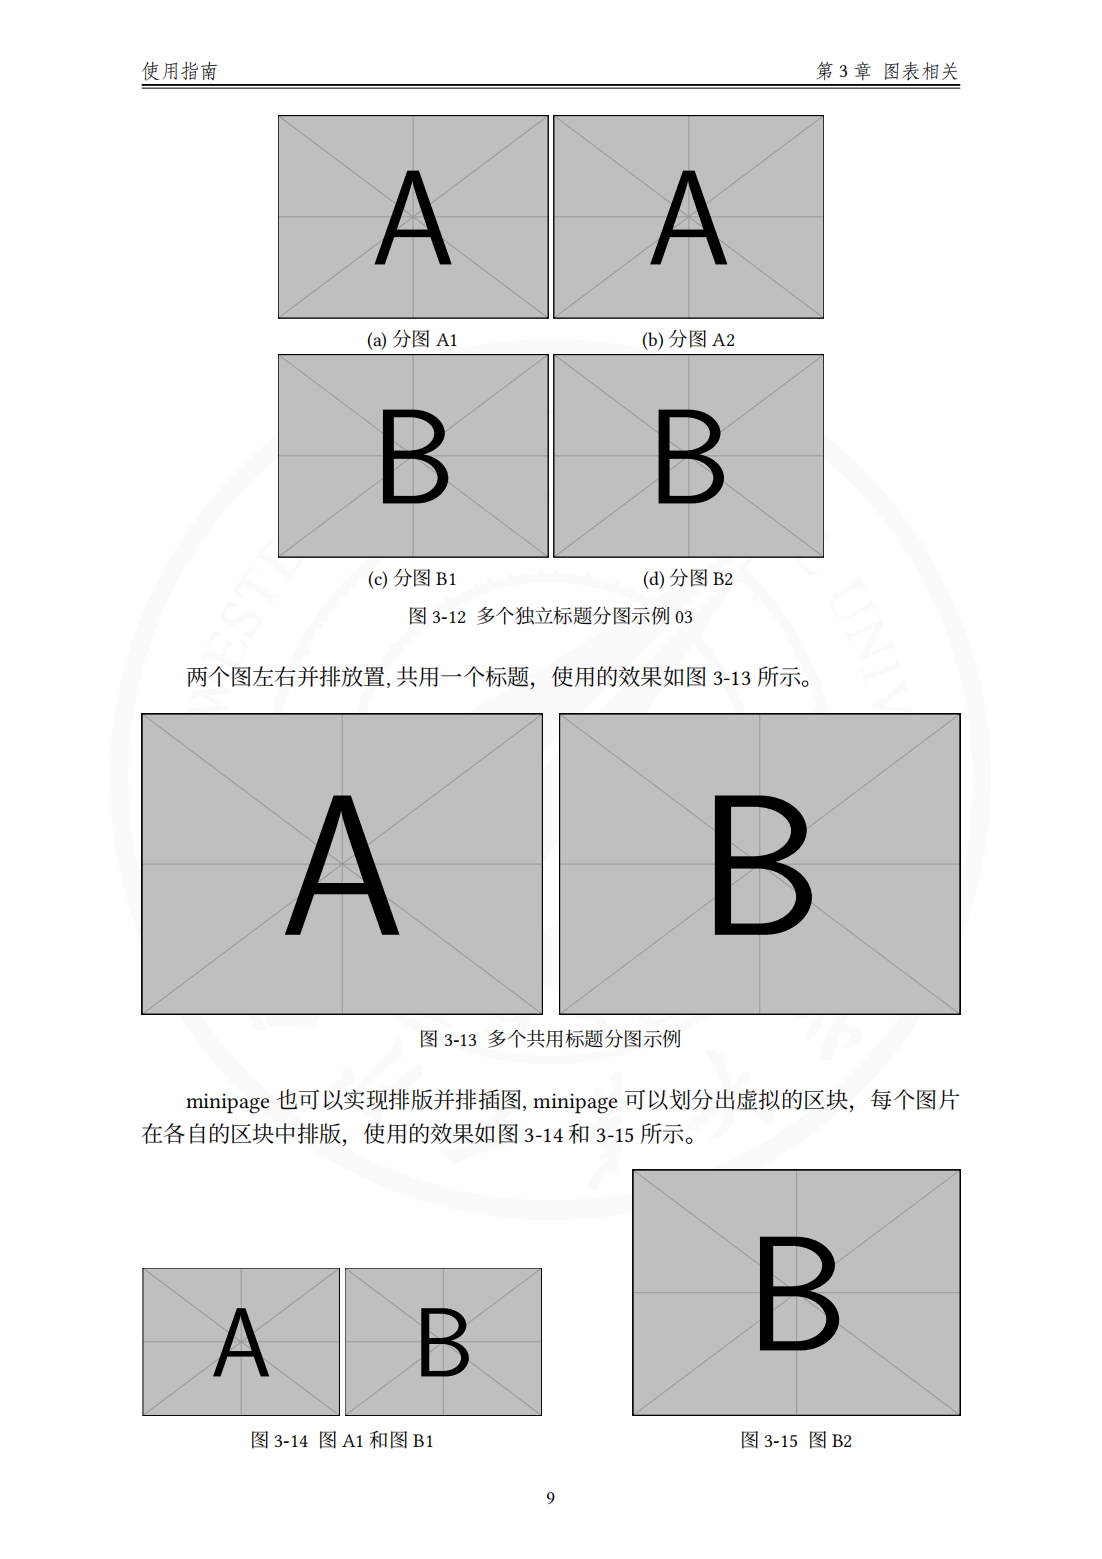 使用指南
第 3 章 图表相关
A
A
(a) 分图 A1
(b) 分图 A2
B
B
(c) 分图 B1
(d) 分图 B2
图 3-12 多个独立标题分图示例 03
两个图左右并排放置, 共用一个标题，使用的效果如图 3-13 所示。
A
B
图 3-13 多个共用标题分图示例
minipage 也可以实现排版并排插图, minipage 可以划分出虚拟的区块，每个图片
在各自的区块中排版，使用的效果如图 3-14 和 3-15 所示。
A
B
B
图 3-14 图 A1 和图 B1
图 3-15 图 B2
9